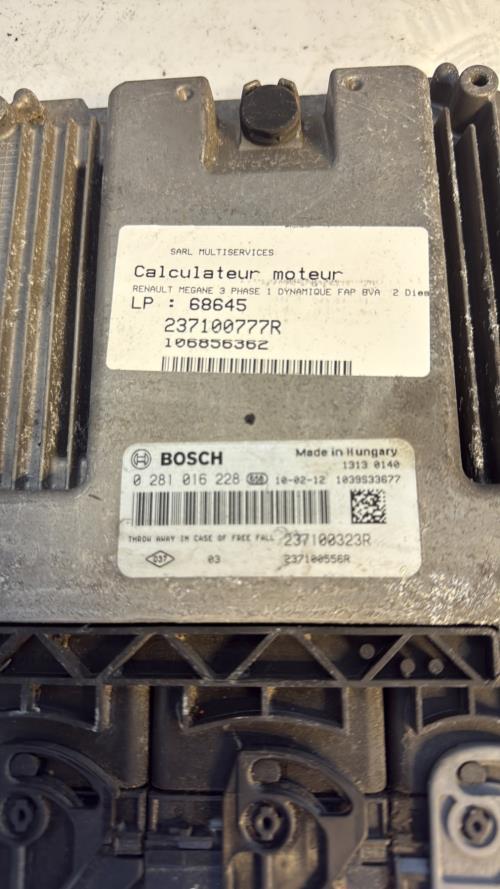 SARL MULTISERVICES
Calculateur moteur
RENAULT MEGANE 3 PHASE 1 DYNAMIQUE FAP BVA 2 Dies
LP : 68645
237100777R
106856362
BOSCH
Made in Hungary
1313 0140
0 281 016 228 10-02-12 1039S33677
THROW AWAY IN CASE OF FREE FALL 237100323R
D37 03 237100556R